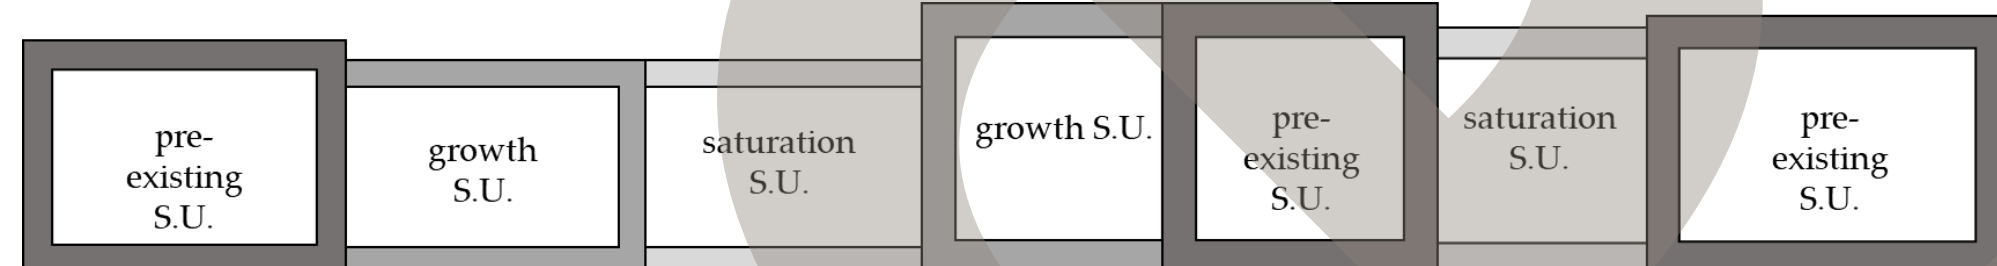 pre-
existing
S.U.
growth
S.U.
saturation
S.U.
growth S.U.
pre-
existing
S.U.
saturation
S.U.
pre-
existing
S.U.